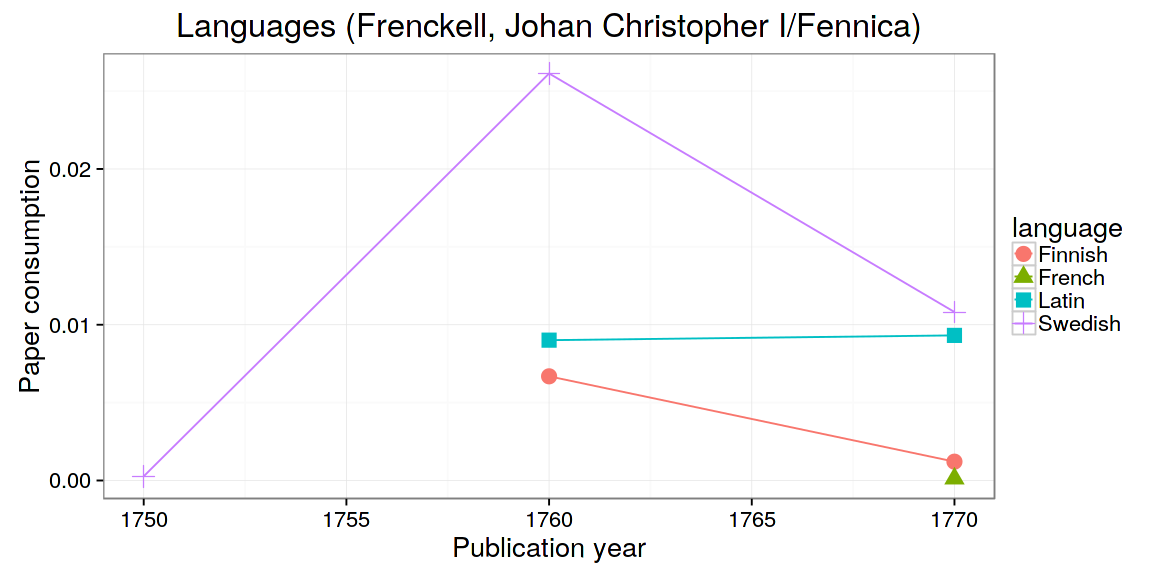 Languages (Frenckell, Johan Christopher I/Fennica)
Paper consumption
0.02
0.01
0.00
1750 1755 1760 1765 1770
Publication year
language
Finnish
French
Latin
Swedish